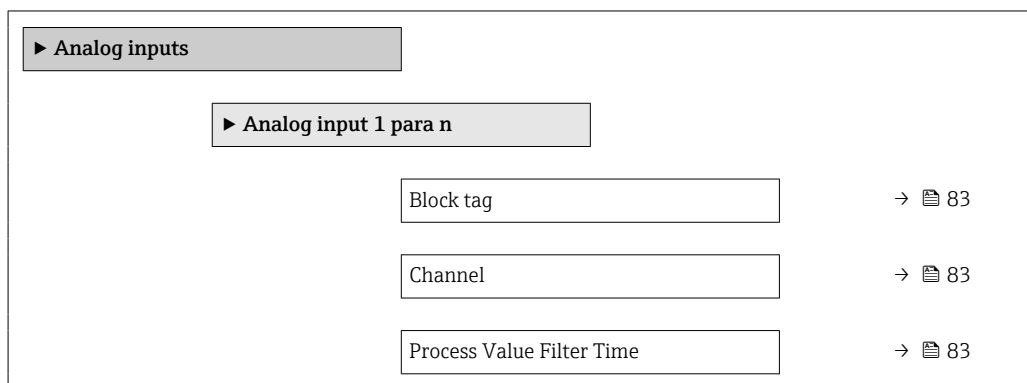 ▶ Analog inputs
▶ Analog input 1 para n
Block tag → 83
Channel → 83
Process Value Filter Time → 83